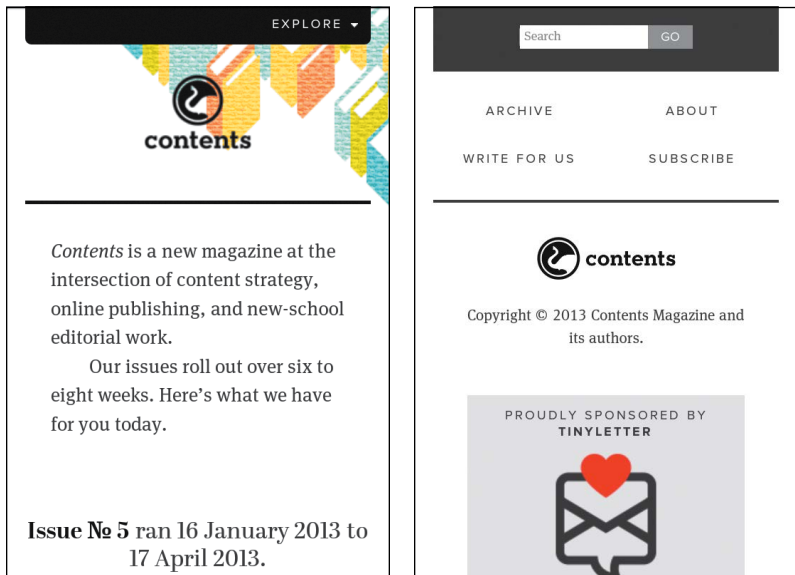 EXPLORE
contents
Contents is a new magazine at the
intersection of content strategy,
online publishing, and new-school
editorial work.
Our issues roll out over six to
eight weeks. Here’s what we have
for you today.
Issue № 5 ran 16 January 2013 to
17 April 2013.
Search GO
ARCHIVE ABOUT
WRITE FOR US SUBSCRIBE
contents
Copyright © 2013 Contents Magazine and
its authors.
PROUDLY SPONSORED BY
TINYLETTER